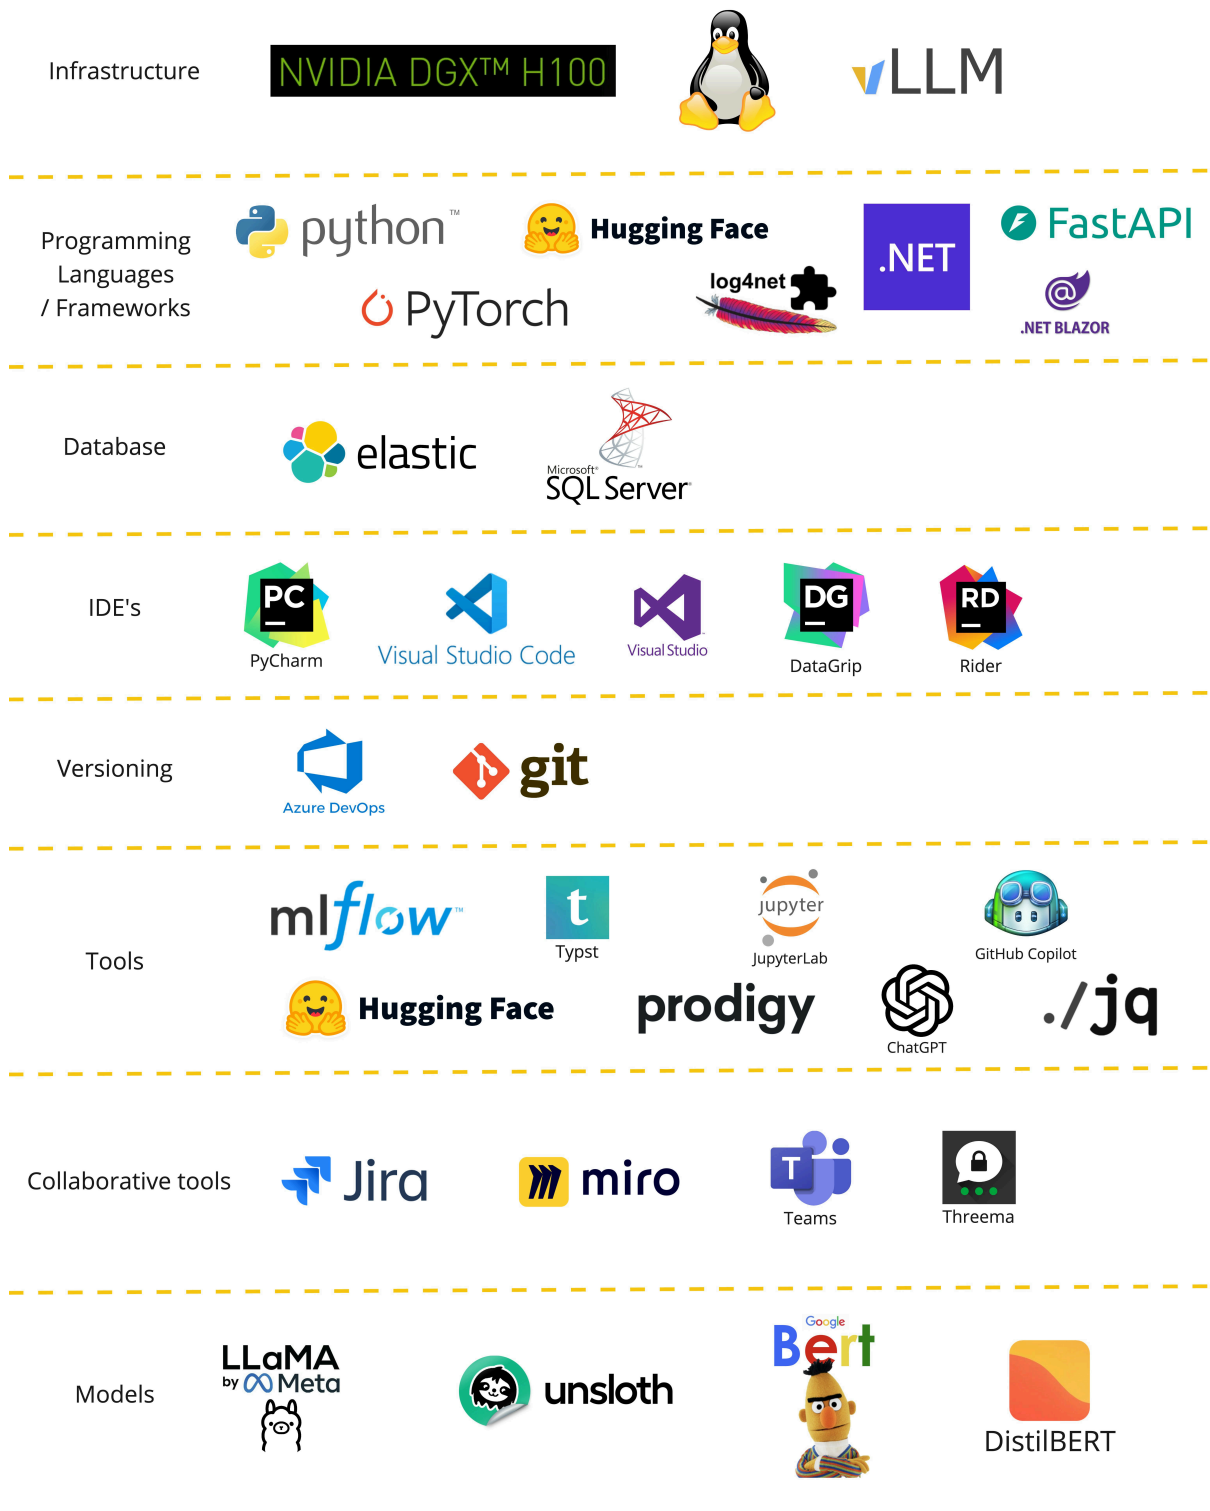 Infrastructure
NVIDIA DGX™ H100
vLLM
Programming
Languages
/ Frameworks
python™
Hugging Face
.NET
FastAPI
PyTorch
log4net
@
.NET BLAZOR
Database
elastic
Microsoft®
SQL Server®
IDE's
PC
PyCharm
Visual Studio Code
Visual Studio
DG
DataGrip
RD
Rider
Versioning
Azure DevOps
git
Tools
mlflow™
t
Typst
jupyter
JupyterLab
GitHub Copilot
Hugging Face
prodigy
ChatGPT
./jq
Collaborative tools
Jira
miro
T
Teams
Threema
Models
LLaMA
by Meta
unsloth
Google
Bert
DistilBERT